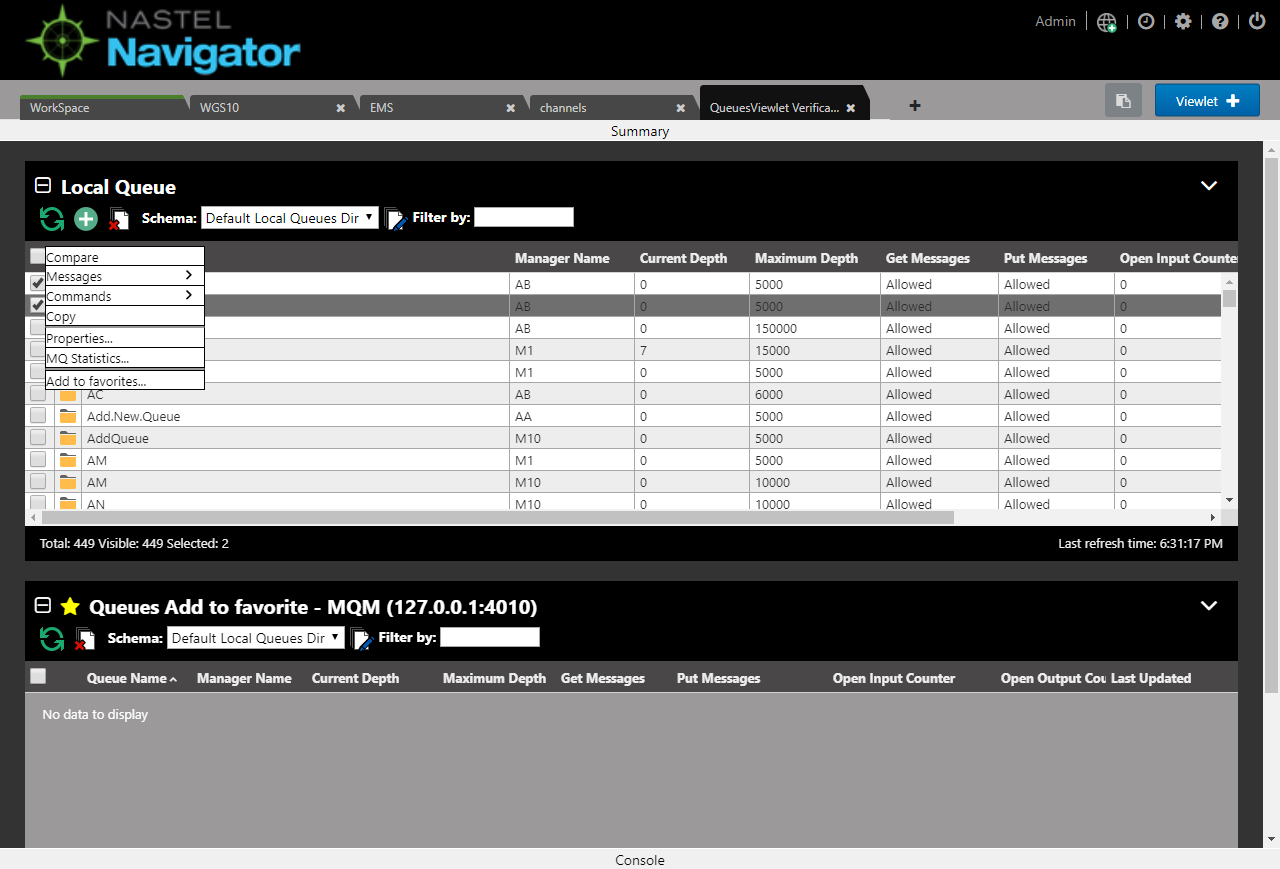 NASTEL
Navigator
Admin
WorkSpace
WGS10
EMS
channels
QueuesViewlet Verifica...
Viewlet
Summary
Local Queue
Schema: Default Local Queues Dir Filter by:
Manager Name Current Depth Maximum Depth Get Messages Put Messages Open Input Counte
Compare
Messages
Commands
Copy
Properties...
MQ Statistics...
Add to favorites...
AB 0 5000 Allowed Allowed 0
AB 0 5000 Allowed Allowed 0
AB 0 150000 Allowed Allowed 0
M1 7 15000 Allowed Allowed 0
M1 0 5000 Allowed Allowed 0
AC AB 0 6000 Allowed Allowed 0
Add.New.Queue AA 0 5000 Allowed Allowed 0
AddQueue M10 0 5000 Allowed Allowed 0
AM M1 0 5000 Allowed Allowed 0
AM M10 0 10000 Allowed Allowed 0
AN M10 0 10000 Allowed Allowed 0
Total: 449 Visible: 449 Selected: 2
Last refresh time: 6:31:17 PM
Queues Add to favorite - MQM (127.0.0.1:4010)
Schema: Default Local Queues Dir Filter by:
Queue Name Manager Name Current Depth Maximum Depth Get Messages Put Messages Open Input Counter Open Output Cou Last Updated
No data to display
Console